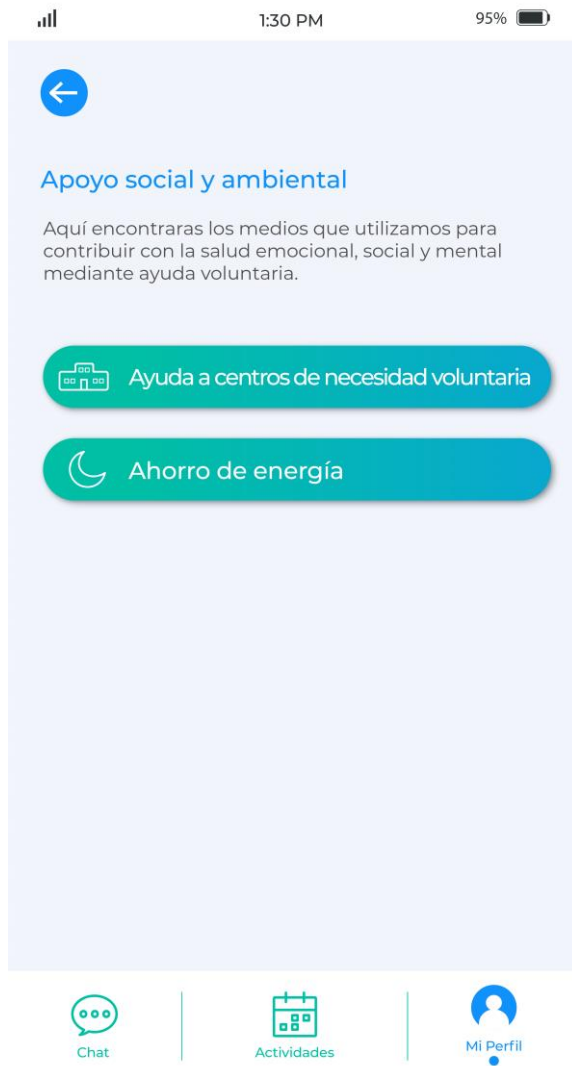 1:30 PM
95%
Apoyo social y ambiental
Aquí encontraras los medios que utilizamos para
contribuir con la salud emocional, social y mental
mediante ayuda voluntaria.
Ayuda a centros de necesidad voluntaria
Ahorro de energía
Chat
Actividades
Mi Perfil